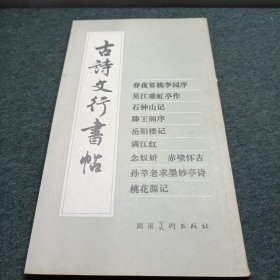 古詩文行書帖
春夜宴桃李园序
吴江垂虹亭作
石钟山记
滕王阁序
岳阳楼记
满江红
念奴娇　赤壁怀古
孙莘老求墨妙亭诗
桃花源记
湖南美术出版社